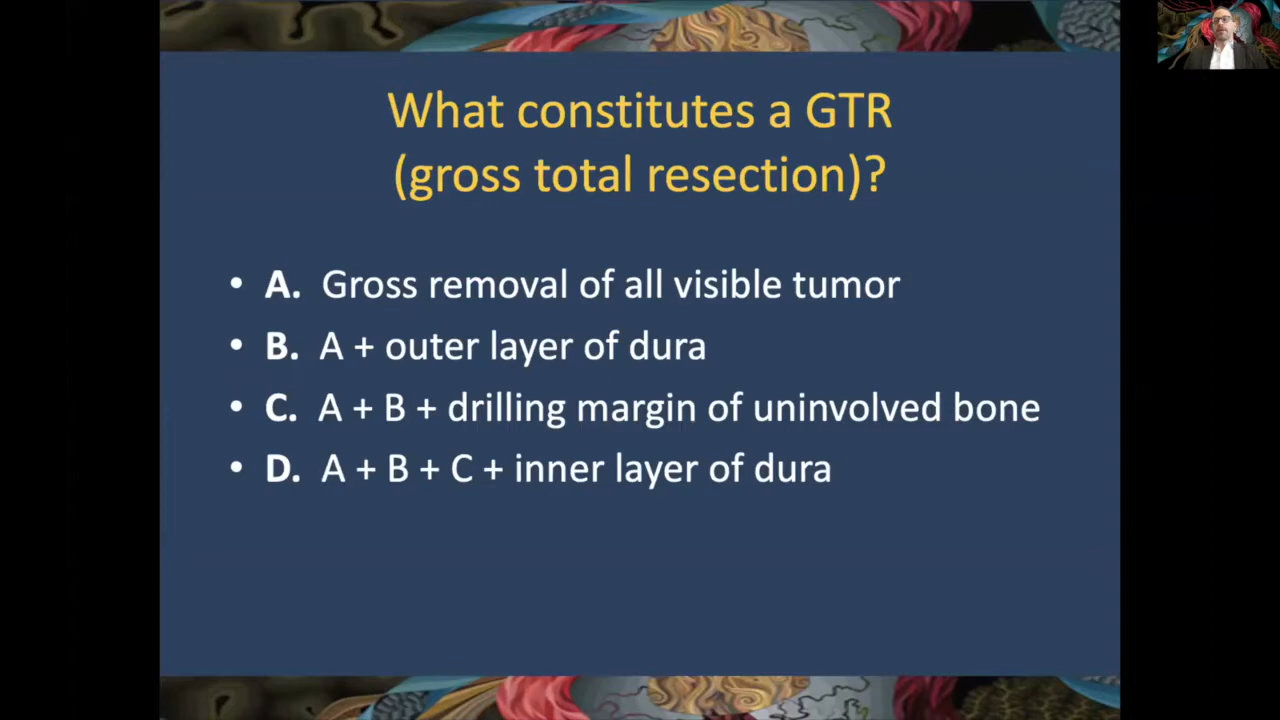 What constitutes a GTR
(gross total resection)?
• A. Gross removal of all visible tumor
• B. A + outer layer of dura
• C. A + B + drilling margin of uninvolved bone
• D. A + B + C + inner layer of dura